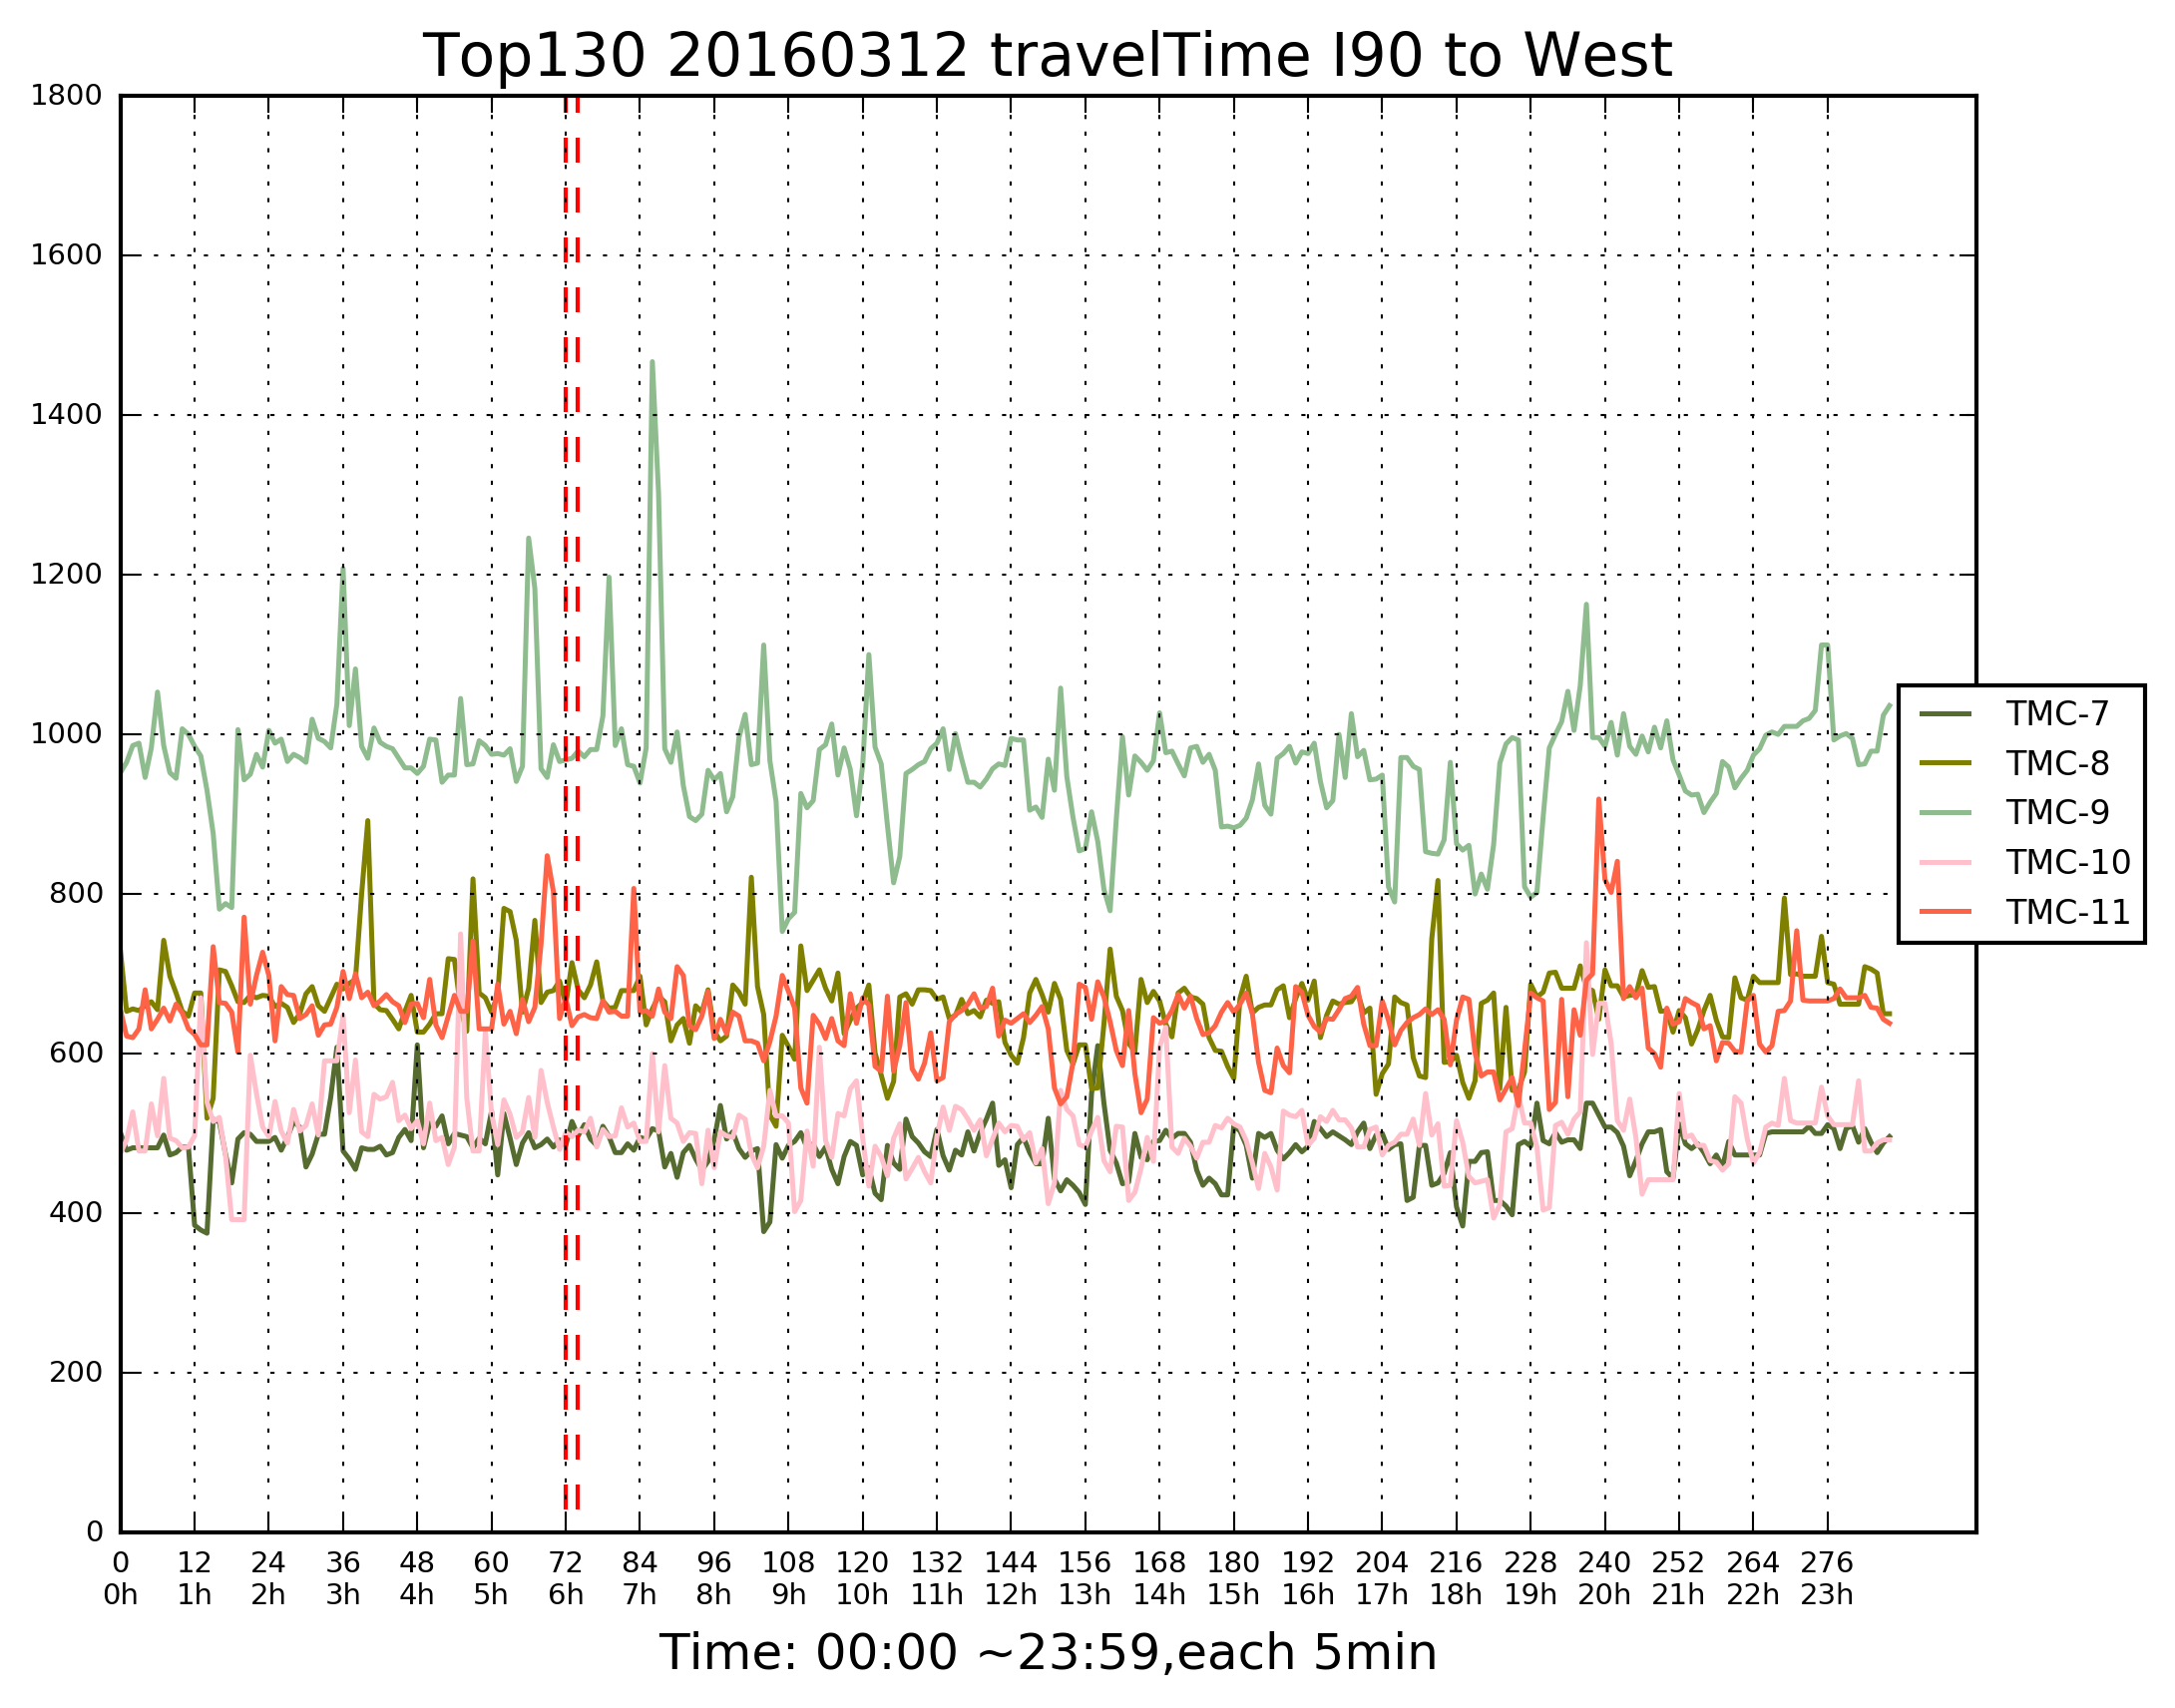 Top130 20160312 travelTime I90 to West
1800
1600
1400
1200
1000
800
600
400
200
0
TMC-7
TMC-8
TMC-9
TMC-10
TMC-11
0 12 24 36 48 60 72 84 96 108 120 132 144 156 168 180 192 204 216 228 240 252 264 276
0h 1h 2h 3h 4h 5h 6h 7h 8h 9h 10h 11h 12h 13h 14h 15h 16h 17h 18h 19h 20h 21h 22h 23h
Time: 00:00 ~23:59,each 5min